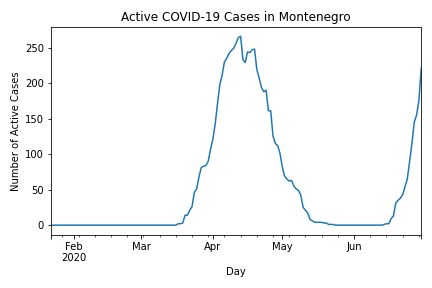 Active COVID-19 Cases in Montenegro
Number of Active Cases
250
200
150
100
50
0
Feb
2020
Mar
Apr
May
Jun
Day